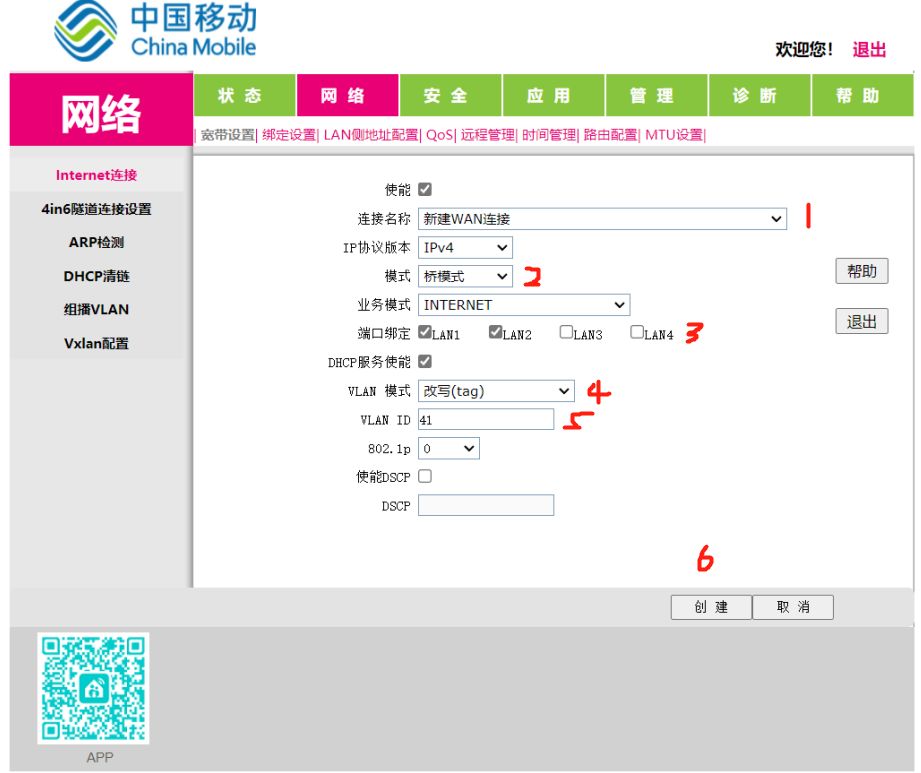 中国移动
China Mobile
欢迎您! 退出
网络
状态 网络 安全 应用 管理 诊断 帮助
| 宽带设置| 绑定设置| LAN侧地址配置| QoS| 远程管理| 时间管理| 路由配置| MTU设置|
Internet连接
4in6隧道连接设置
ARP检测
DHCP清链
组播VLAN
Vxlan配置
使能
连接名称 新建WAN连接 1
IP协议版本 IPv4
模式 桥模式 2
业务模式 INTERNET
端口绑定 LAN1 LAN2 LAN3 LAN4 3
DHCP服务使能
VLAN 模式 改写(tag) 4
VLAN ID 41 5
802.1p 0
使能DSCP
DSCP
帮助
退出
6
创建 取消
APP